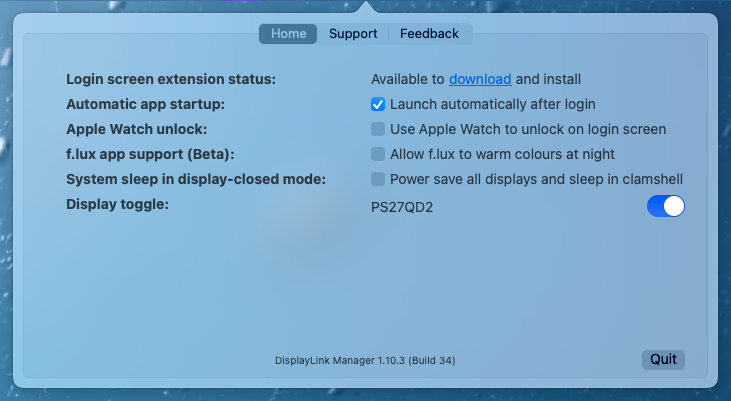 Home Support Feedback
Login screen extension status: Available to download and install
Automatic app startup: Launch automatically after login
Apple Watch unlock: Use Apple Watch to unlock on login screen
f.lux app support (Beta): Allow f.lux to warm colours at night
System sleep in display-closed mode: Power save all displays and sleep in clamshell
Display toggle: PS27QD2
DisplayLink Manager 1.10.3 (Build 34) Quit